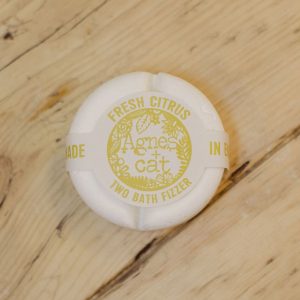 FRESH CITRUS
Agnes
+
cat
TWO BATH FIZZER
ADE
IN B